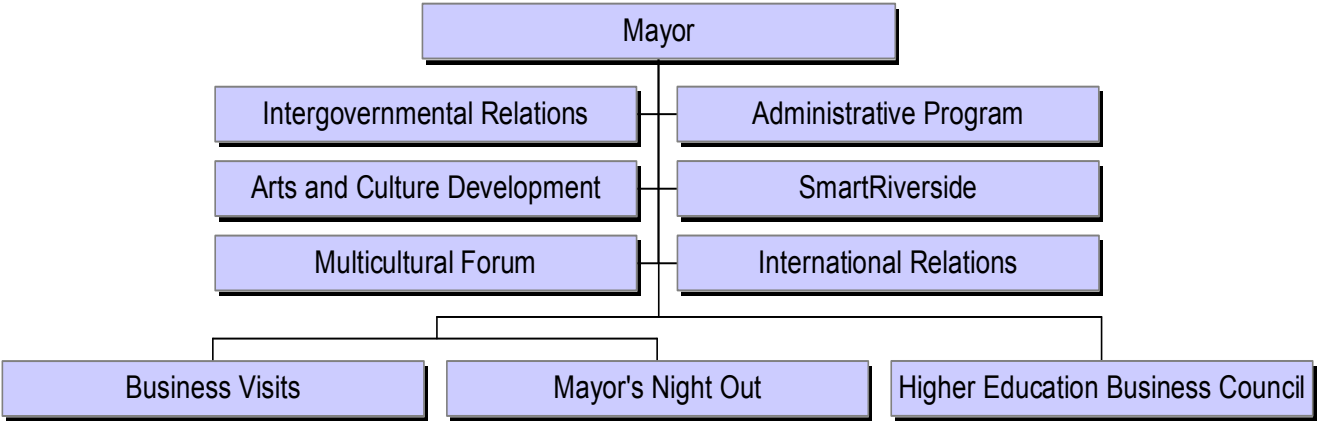 Mayor
Intergovernmental Relations
Administrative Program
Arts and Culture Development
SmartRiverside
Multicultural Forum
International Relations
Business Visits
Mayor's Night Out
Higher Education Business Council